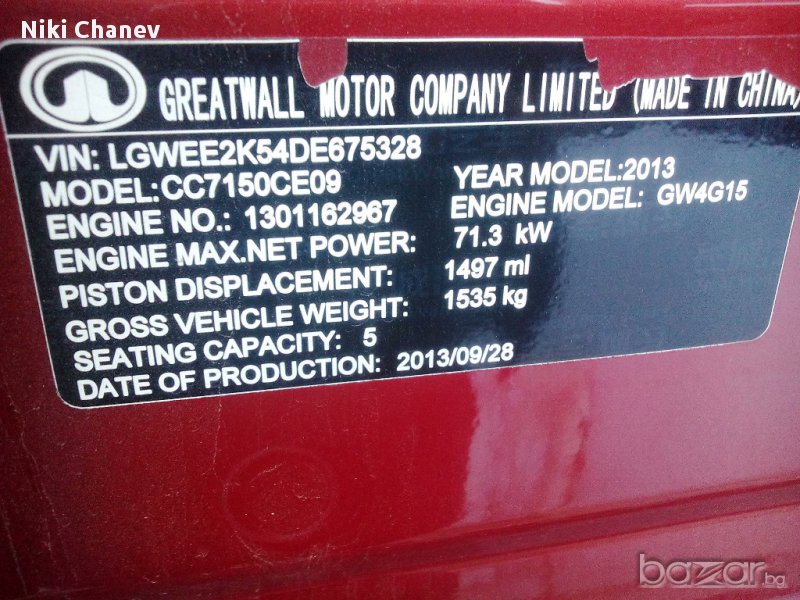 Niki Chanev
GREATWALL MOTOR COMPANY LIMITED (MADE IN CHINA)
VIN: LGWEE2K54DE675328
MODEL:CC7150CE09 YEAR MODEL:2013
ENGINE NO.: 1301162967 ENGINE MODEL: GW4G15
ENGINE MAX.NET POWER: 71.3 kW
PISTON DISPLACEMENT: 1497 ml
GROSS VEHICLE WEIGHT: 1535 kg
SEATING CAPACITY: 5
DATE OF PRODUCTION: 2013/09/28
bazar.bg